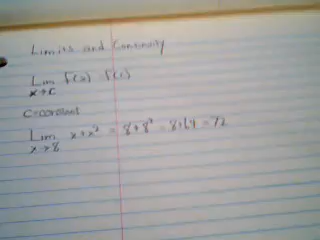 Limits and Continuity
Lim f(x) f(c)
x→c
C=constant
Lim x+x² = 8+8² = 8+64 = 72
x→8